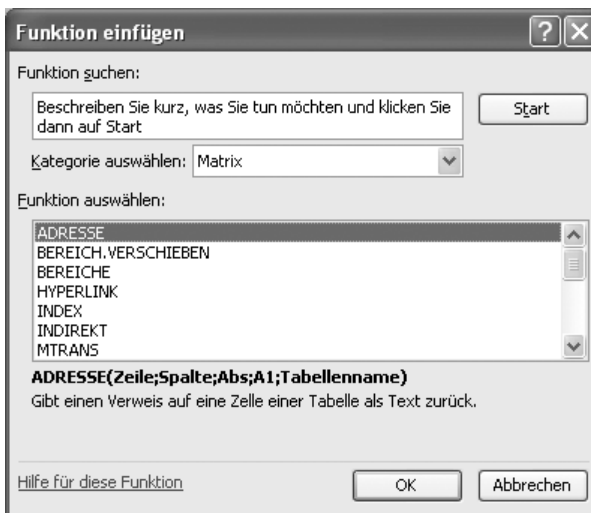 Funktion einfügen
Funktion suchen:
Beschreiben Sie kurz, was Sie tun möchten und klicken Sie
dann auf Start
Start
Kategorie auswählen: Matrix
Funktion auswählen:
ADRESSE
BEREICH.VERSCHIEBEN
BEREICHE
HYPERLINK
INDEX
INDIREKT
MTRANS
ADRESSE(Zeile;Spalte;Abs;A1;Tabellenname)
Gibt einen Verweis auf eine Zelle einer Tabelle als Text zurück.
Hilfe für diese Funktion
OK
Abbrechen